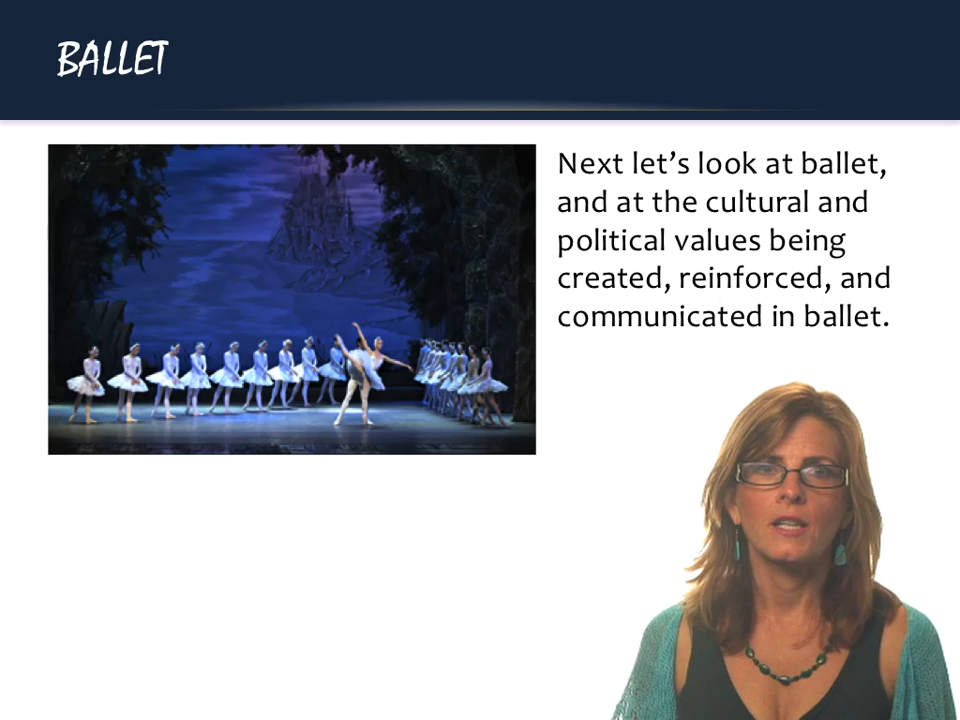 BALLET
Next let’s look at ballet,
and at the cultural and
political values being
created, reinforced, and
communicated in ballet.